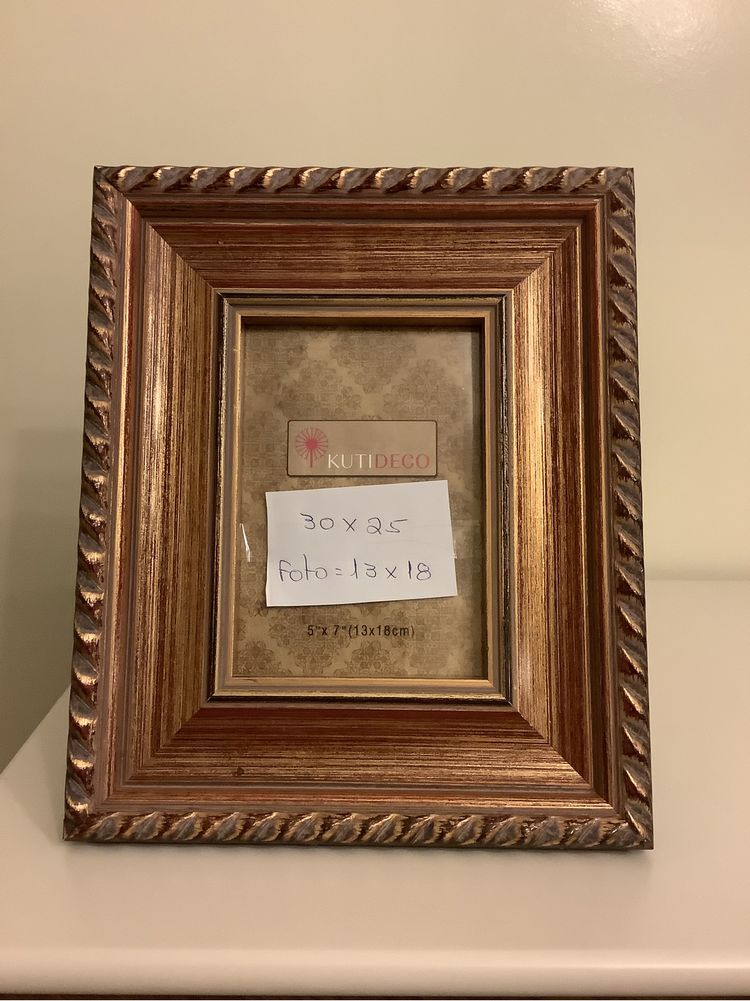 KUTIDECO
30 x 25
Foto = 13 x 18
5"x 7"(13x18cm)